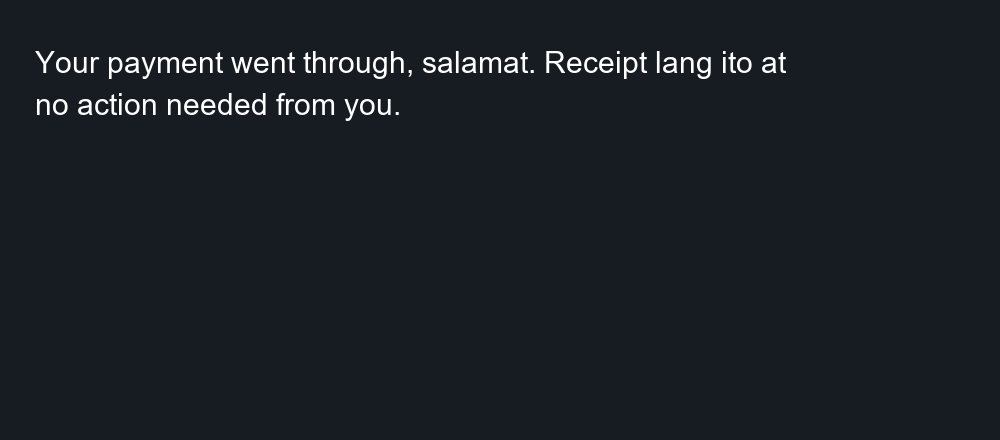 Your payment went through, salamat. Receipt lang ito at
no action needed from you.